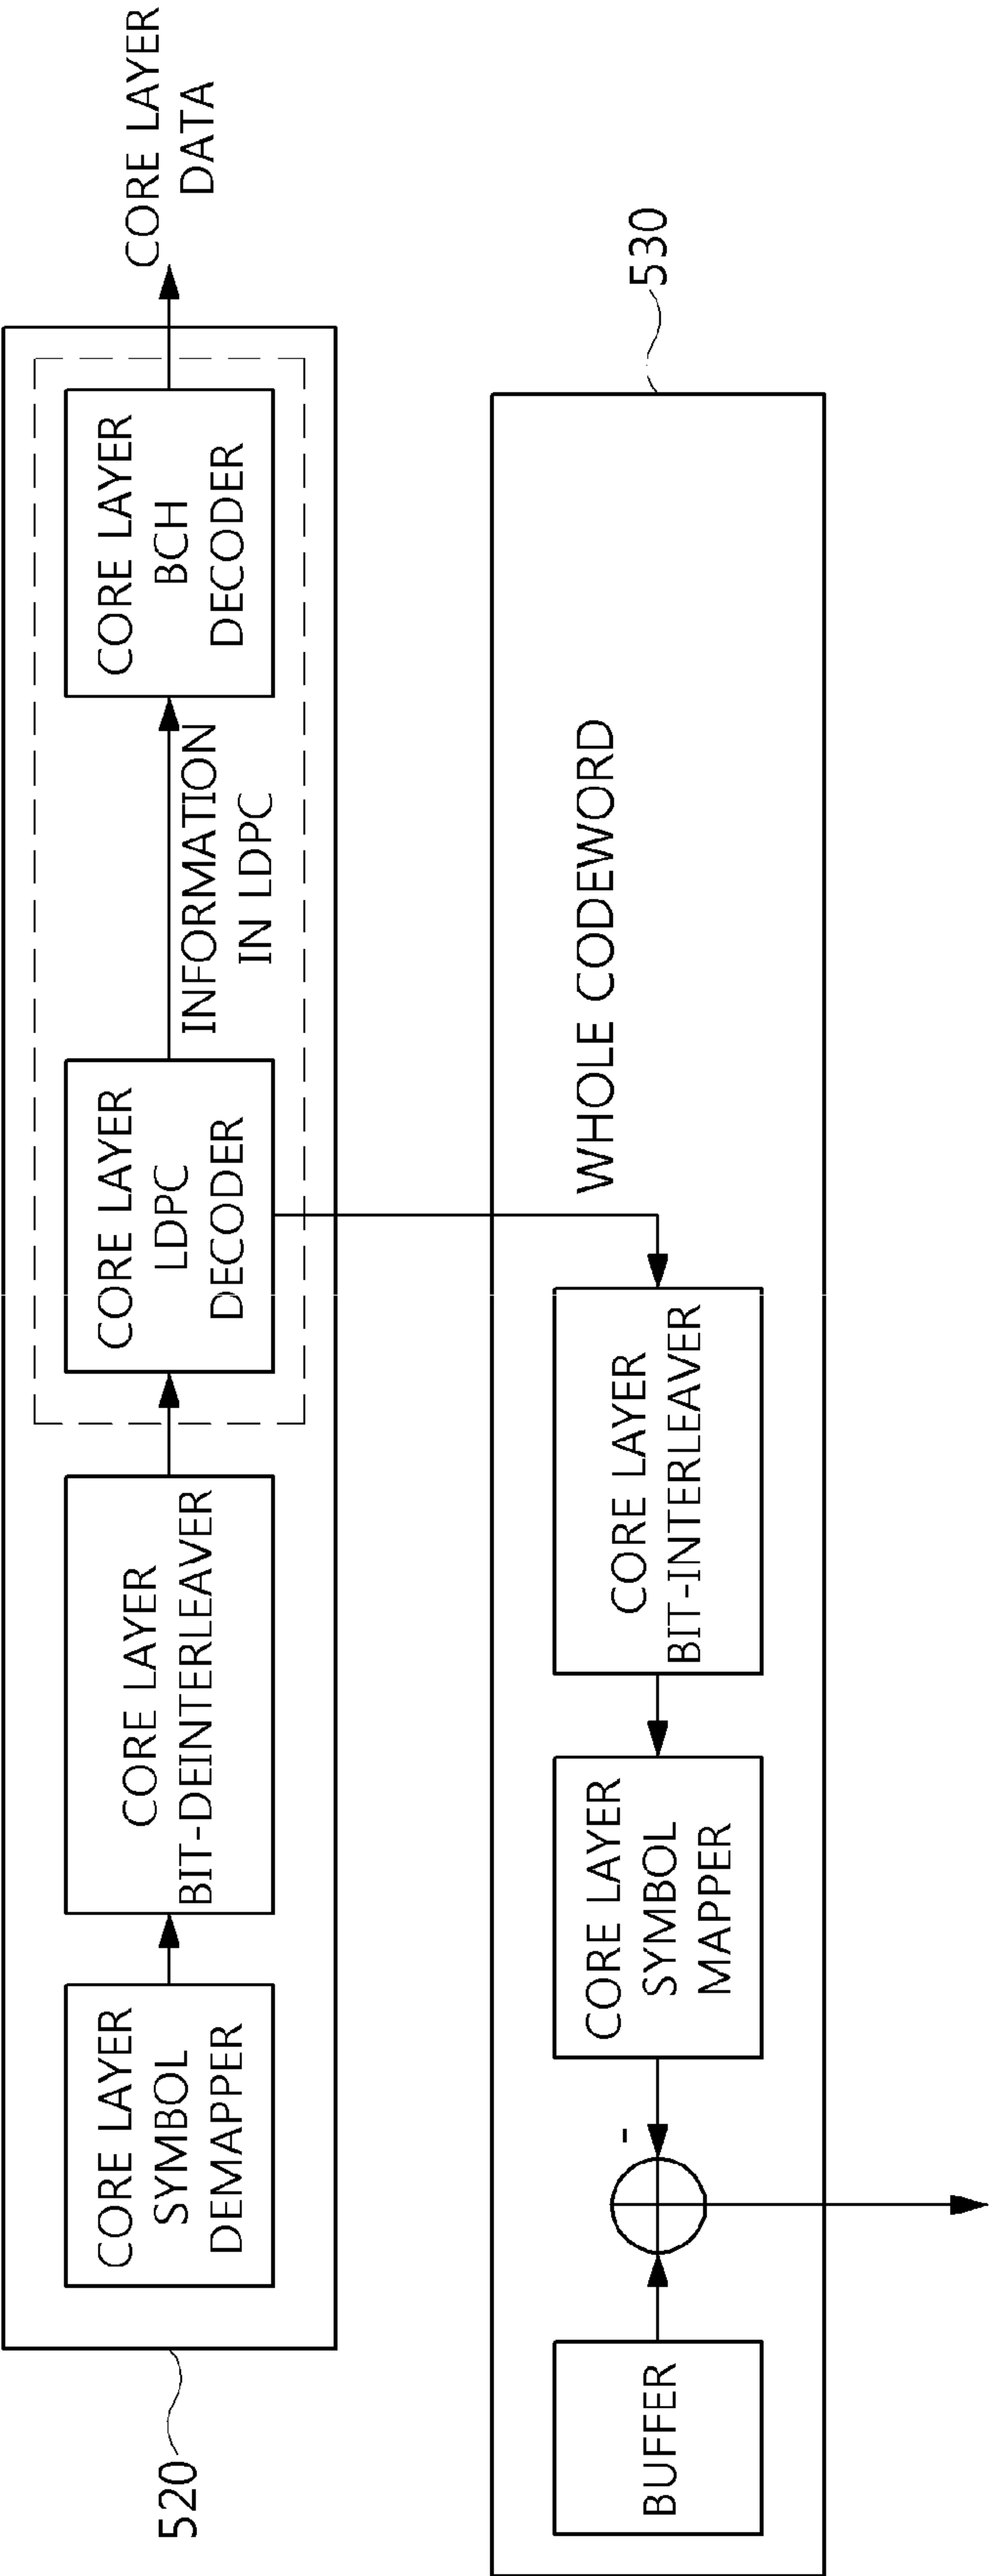 520
CORE LAYER
SYMBOL
DEMAPPER
CORE LAYER
BIT-DEINTERLEAVER
CORE LAYER
LDPC
DECODER
INFORMATION
IN LDPC
CORE LAYER
BCH
DECODER
CORE LAYER
DATA
BUFFER
-
CORE LAYER
SYMBOL
MAPPER
CORE LAYER
BIT-INTERLEAVER
WHOLE CODEWORD
530